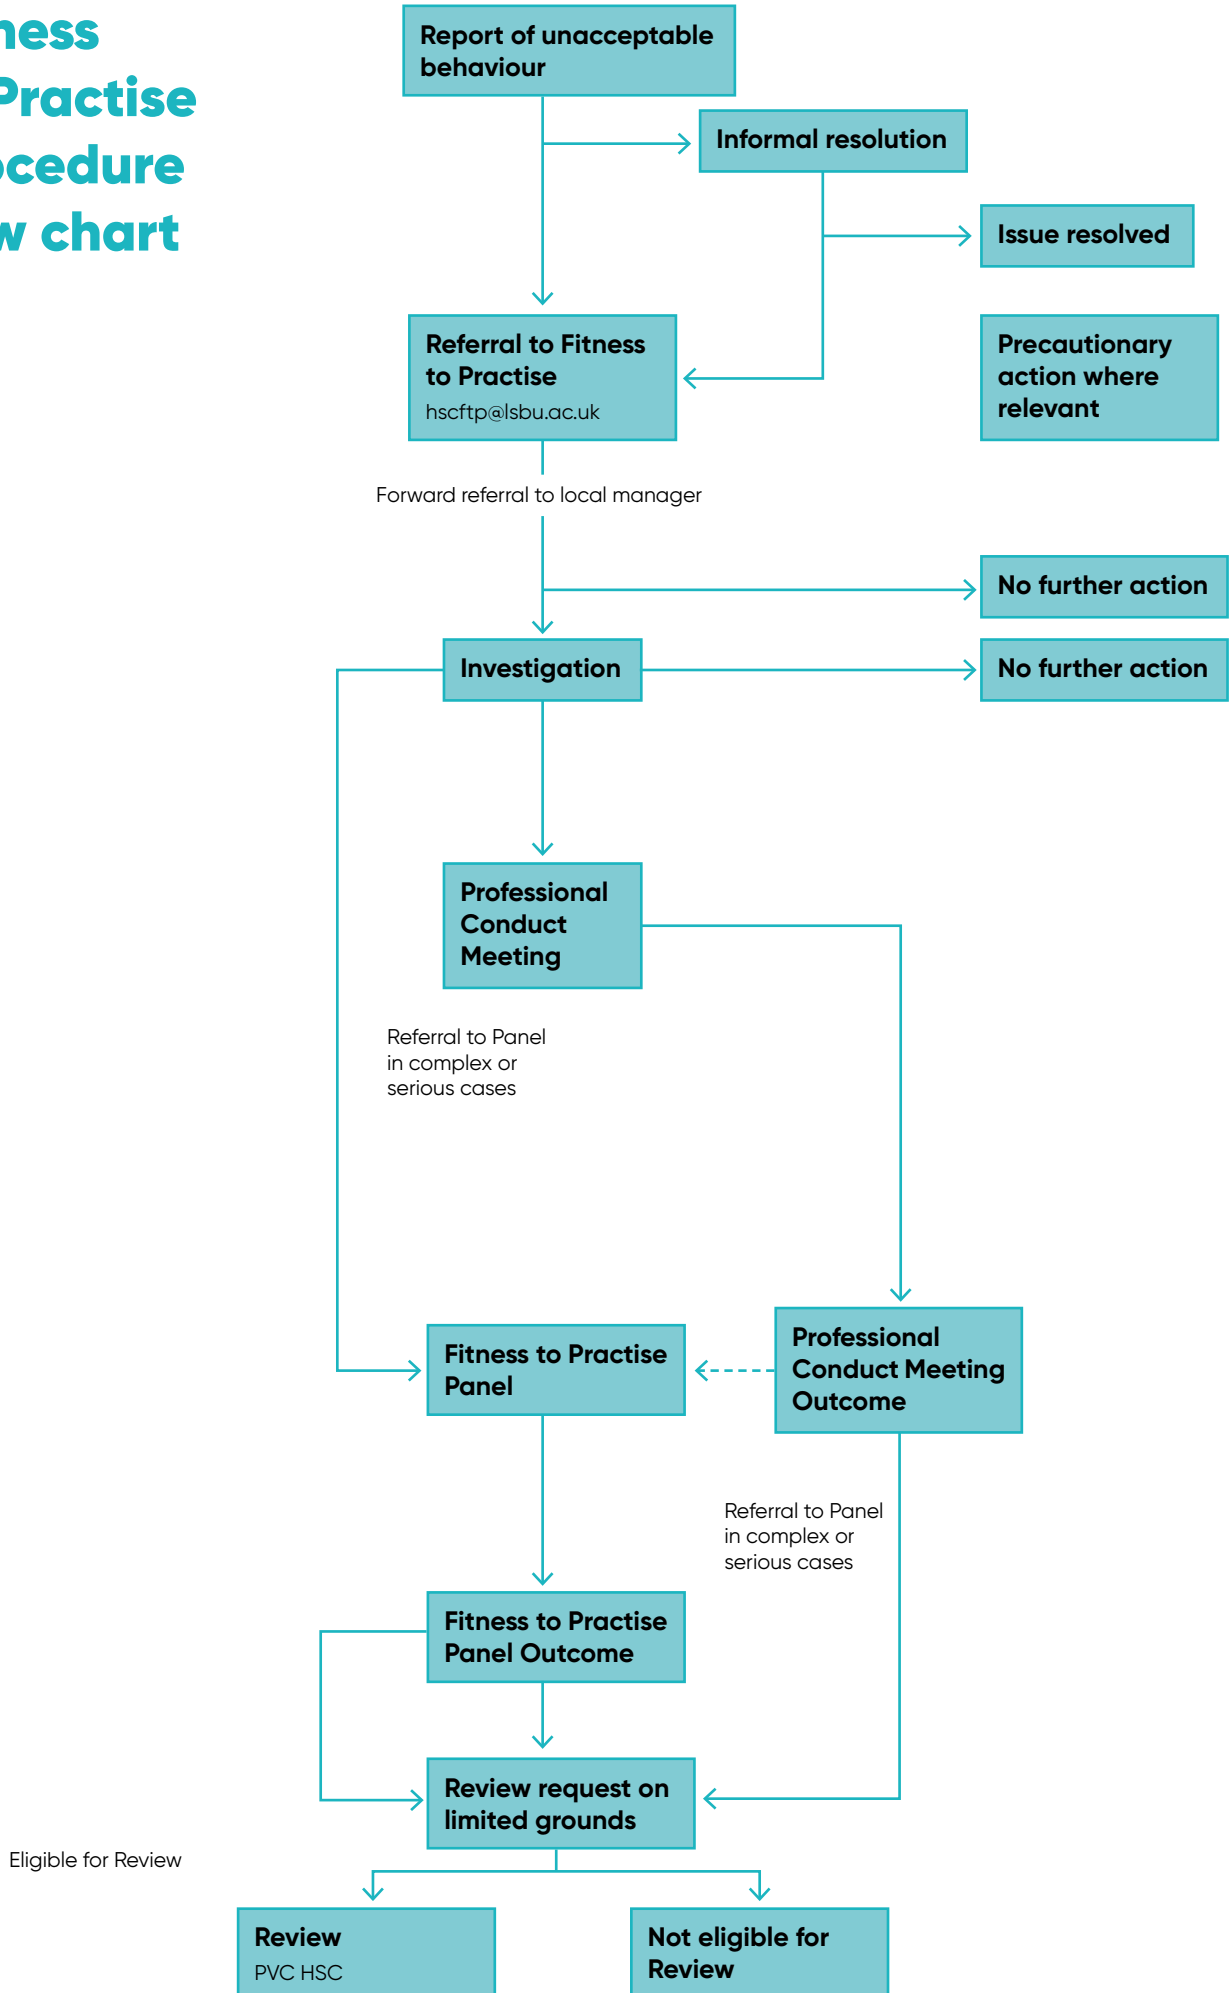 ness
Practise
ocedure
w chart
Report of unacceptable
behaviour
Informal resolution
Issue resolved
Referral to Fitness
to Practise
hscftp@lsbu.ac.uk
Precautionary
action where
relevant
Forward referral to local manager
No further action
Investigation
No further action
Professional
Conduct
Meeting
Referral to Panel
in complex or
serious cases
Fitness to Practise
Panel
Professional
Conduct Meeting
Outcome
Referral to Panel
in complex or
serious cases
Fitness to Practise
Panel Outcome
Review request on
limited grounds
Eligible for Review
Review
PVC HSC
Not eligible for
Review